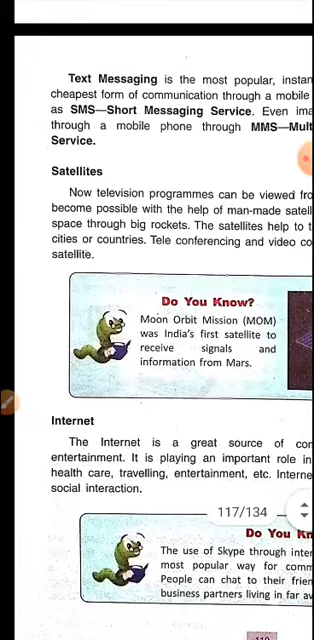 Text Messaging is the most popular, instan
cheapest form of communication through a mobile
as SMS—Short Messaging Service. Even ima
through a mobile phone through MMS—Mult
Service.
Satellites
Now television programmes can be viewed fro
become possible with the help of man-made satell
space through big rockets. The satellites help to t
cities or countries. Tele conferencing and video co
satellite.
Do You Know?
Moon Orbit Mission (MOM)
was India's first satellite to
receive signals and
information from Mars.
Internet
The Internet is a great source of com
entertainment. It is playing an important role in
health care, travelling, entertainment, etc. Interne
social interaction.
117/134
Do You Kn
The use of Skype through inter
most popular way for comm
People can chat to their frien
business partners living in far aw
119